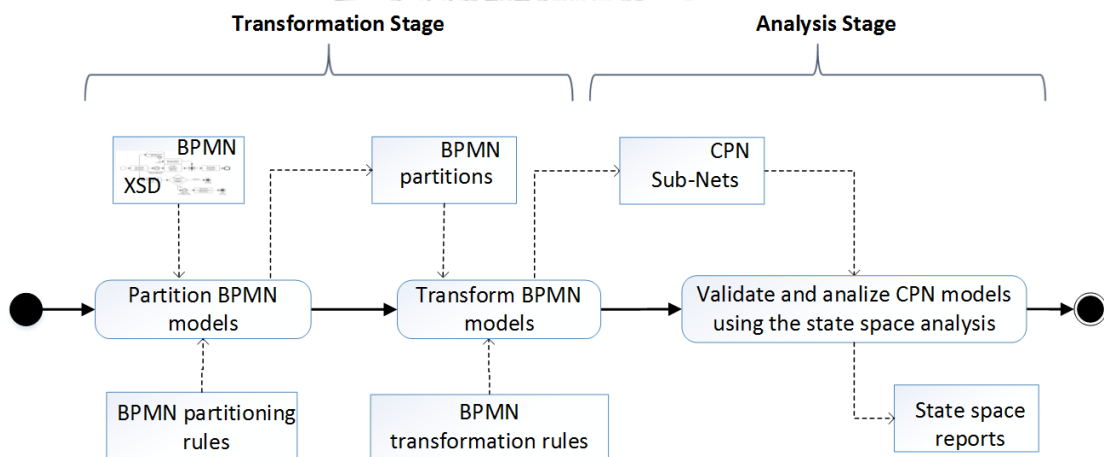 Transformation Stage
Analysis Stage
BPMN
XSD
BPMN
partitions
CPN
Sub-Nets
Partition BPMN
models
Transform BPMN
models
Validate and analize CPN models
using the state space analysis
BPMN partitioning
rules
BPMN
transformation rules
State space
reports